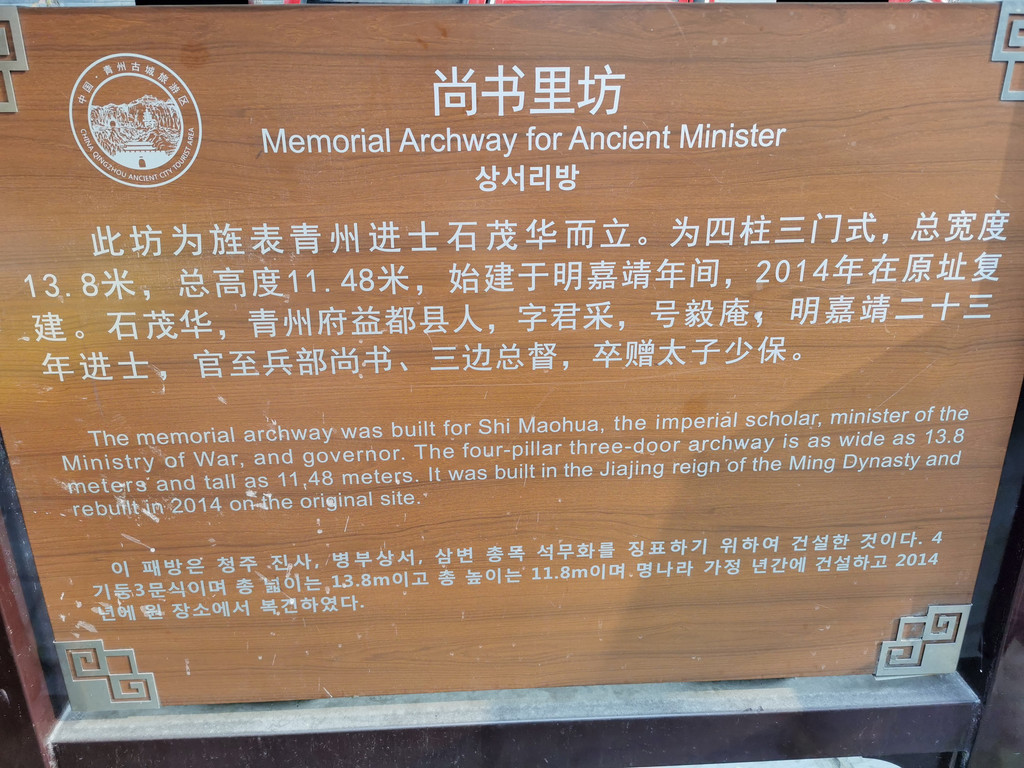 中国·青州古城旅游区
CHINA QINGZHOU ANCIENT CITY TOURIST AREA
尚书里坊
Memorial Archway for Ancient Minister
상서리방
此坊为旌表青州进士石茂华而立。为四柱三门式，总宽度
13.8米，总高度11.48米，始建于明嘉靖年间，2014年在原址复
建。石茂华，青州府益都县人，字君采，号毅庵，明嘉靖二十三
年进士，官至兵部尚书、三边总督，卒赠太子少保。
The memorial archway was built for Shi Maohua, the imperial scholar, minister of the
Ministry of War, and governor. The four-pillar three-door archway is as wide as 13.8
meters and tall as 11,48 meters. It was built in the Jiajing reigh of the Ming Dynasty and
rebuilt in 2014 on the original site.
이 패방은 청주 진사, 병부상서, 삼변 총목 석무화를 징표하기 위하여 건설한 것이다. 4
기둥3문식이며 총 넓이는 13.8m이고 총 높이는 11.8m이며 명나라 가정 년간에 건설하고 2014
년에 원 장소에서 복건하였다.